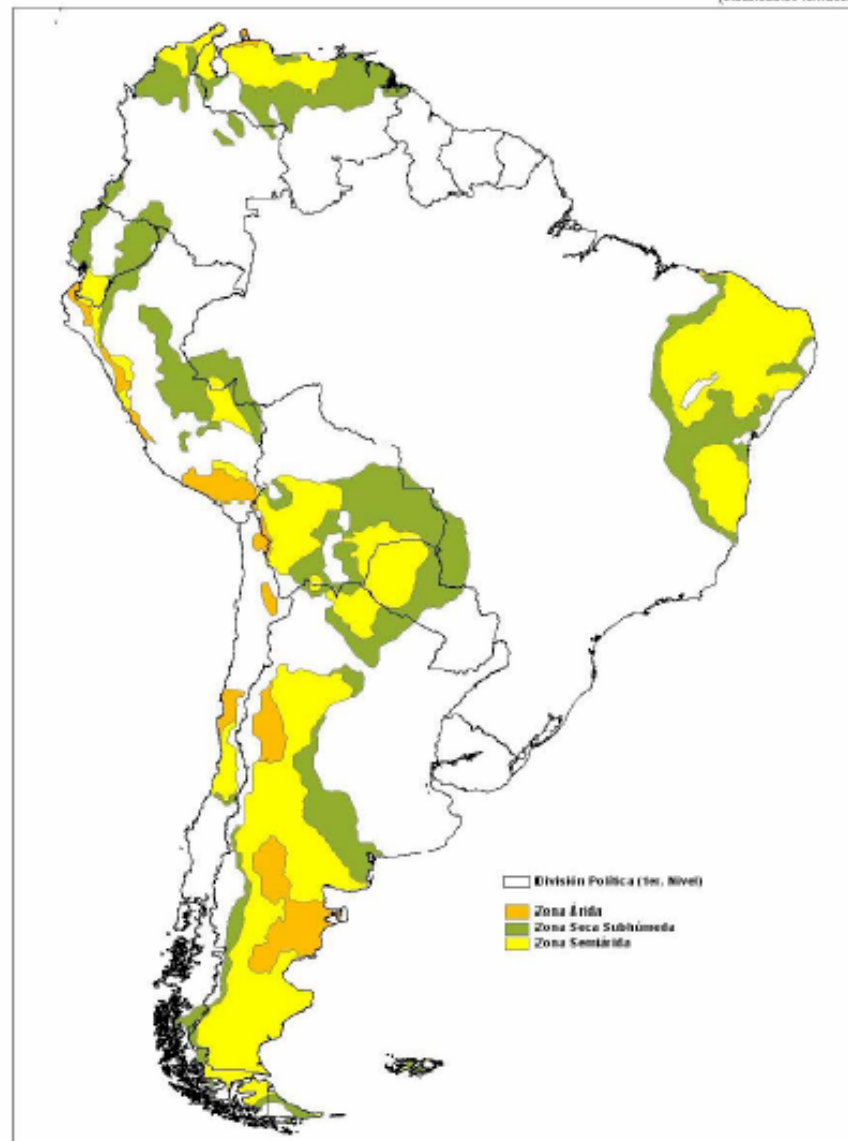 División Política (1er. Nivel)
Zona Árida
Zona Seca Subhúmeda
Zona Semiárida